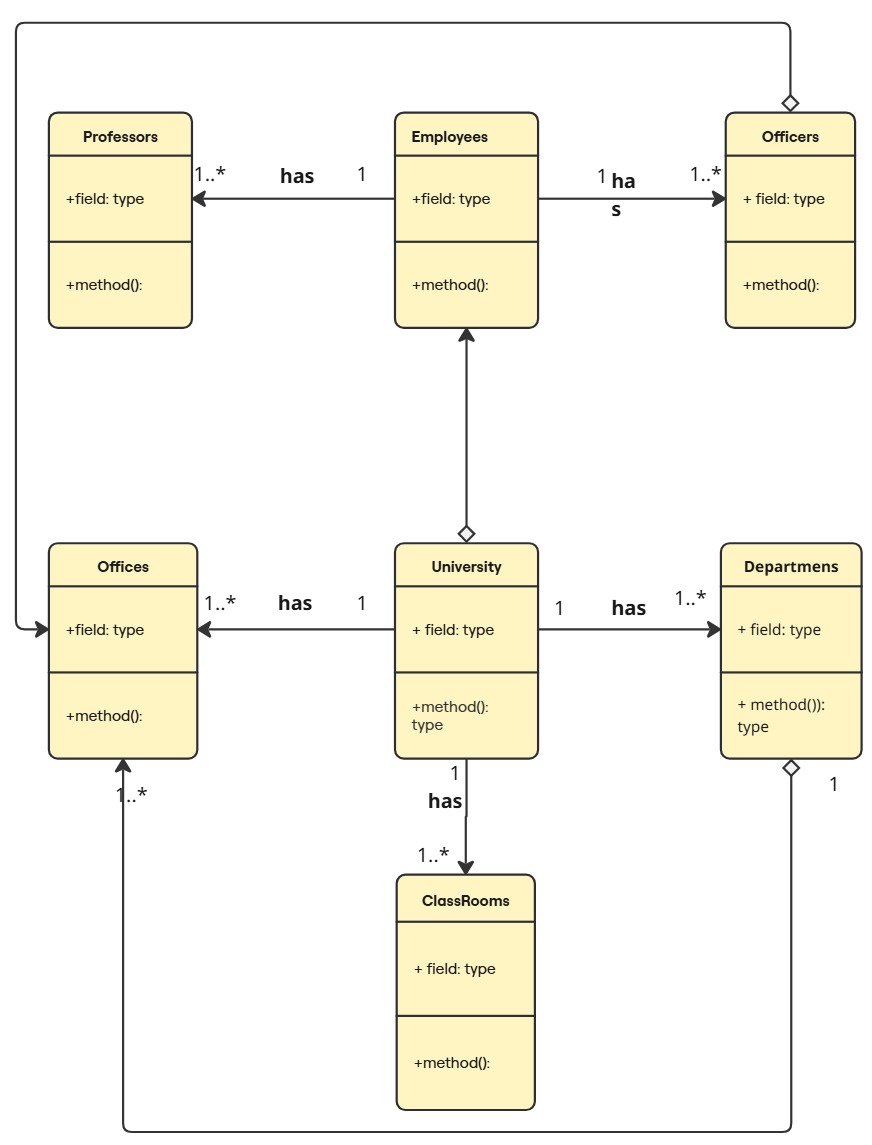 Professors
+field: type
+method():
1..*
has
1
Employees
+field: type
+method():
1
ha
s
1..*
Officers
+ field: type
+method():
Offices
+field: type
+method():
1..*
has
1
University
+ field: type
+method():
type
1
has
1..*
Departmens
+ field: type
+ method()):
type
1..*
1
has
1..*
1
ClassRooms
+ field: type
+method():